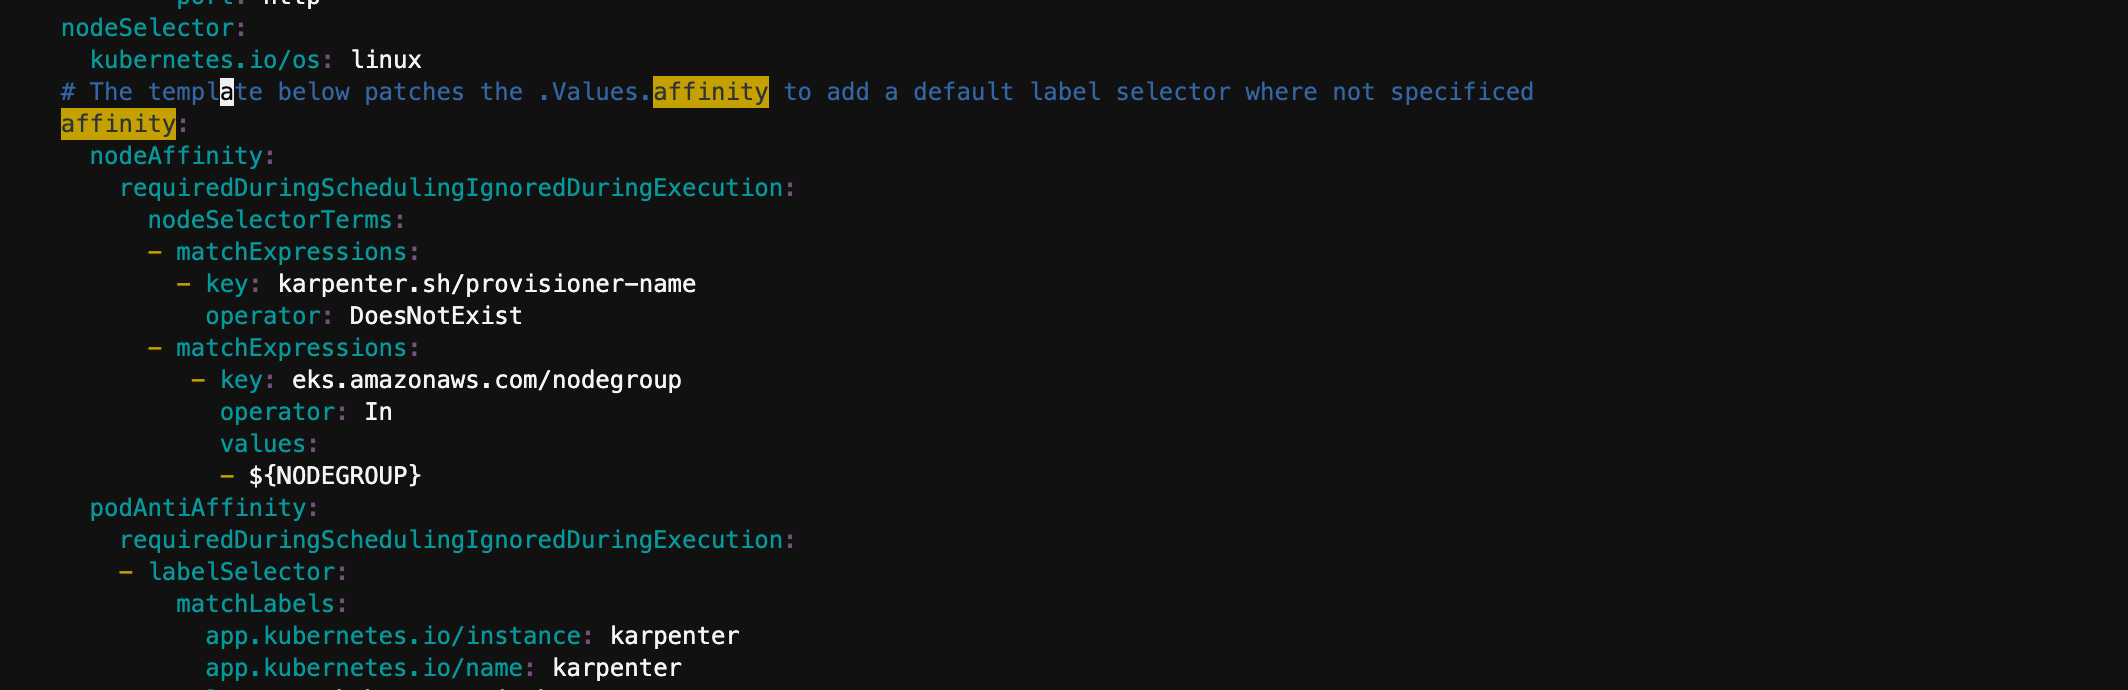 port: http
nodeSelector:
kubernetes.io/os: linux
# The template below patches the .Values.affinity to add a default label selector where not specificed
affinity:
nodeAffinity:
requiredDuringSchedulingIgnoredDuringExecution:
nodeSelectorTerms:
- matchExpressions:
- key: karpenter.sh/provisioner-name
operator: DoesNotExist
- matchExpressions:
- key: eks.amazonaws.com/nodegroup
operator: In
values:
- ${NODEGROUP}
podAntiAffinity:
requiredDuringSchedulingIgnoredDuringExecution:
- labelSelector:
matchLabels:
app.kubernetes.io/instance: karpenter
app.kubernetes.io/name: karpenter